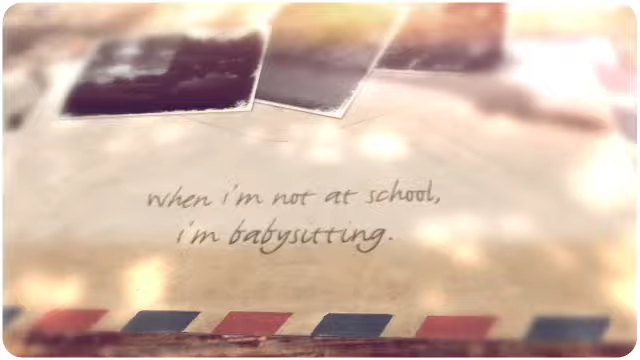 when i'm not at school,
i'm babysitting.